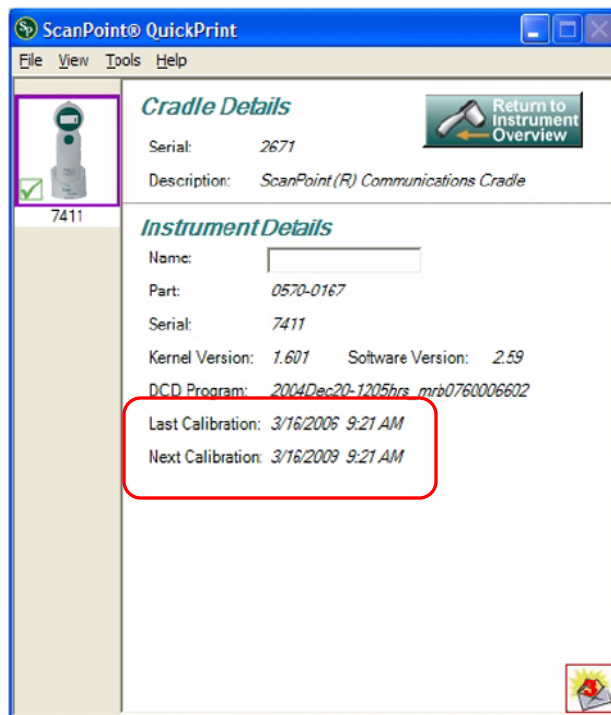 SP ScanPoint® QuickPrint
File View Tools Help
Cradle Details
Return to
Instrument
Overview
Serial: 2671
Description: ScanPoint (R) Communications Cradle
7411
Instrument Details
Name:
Part: 0570-0167
Serial: 7411
Kernel Version: 1.601 Software Version: 2.59
DCD Program: 2004Dec20-1205hrs_mrb0760006602
Last Calibration: 3/16/2006 9:21 AM
Next Calibration: 3/16/2009 9:21 AM
3